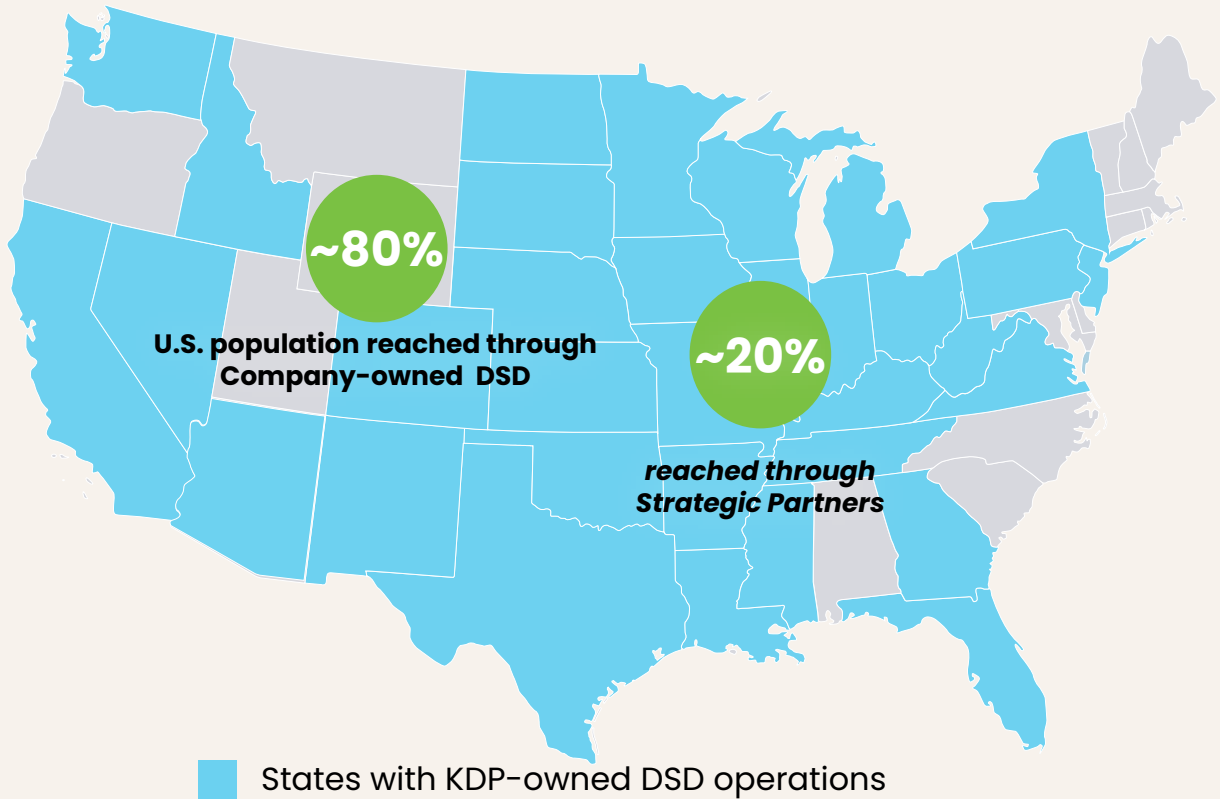 ~80%
U.S. population reached through
Company-owned DSD
~20%
reached through
Strategic Partners
States with KDP-owned DSD operations